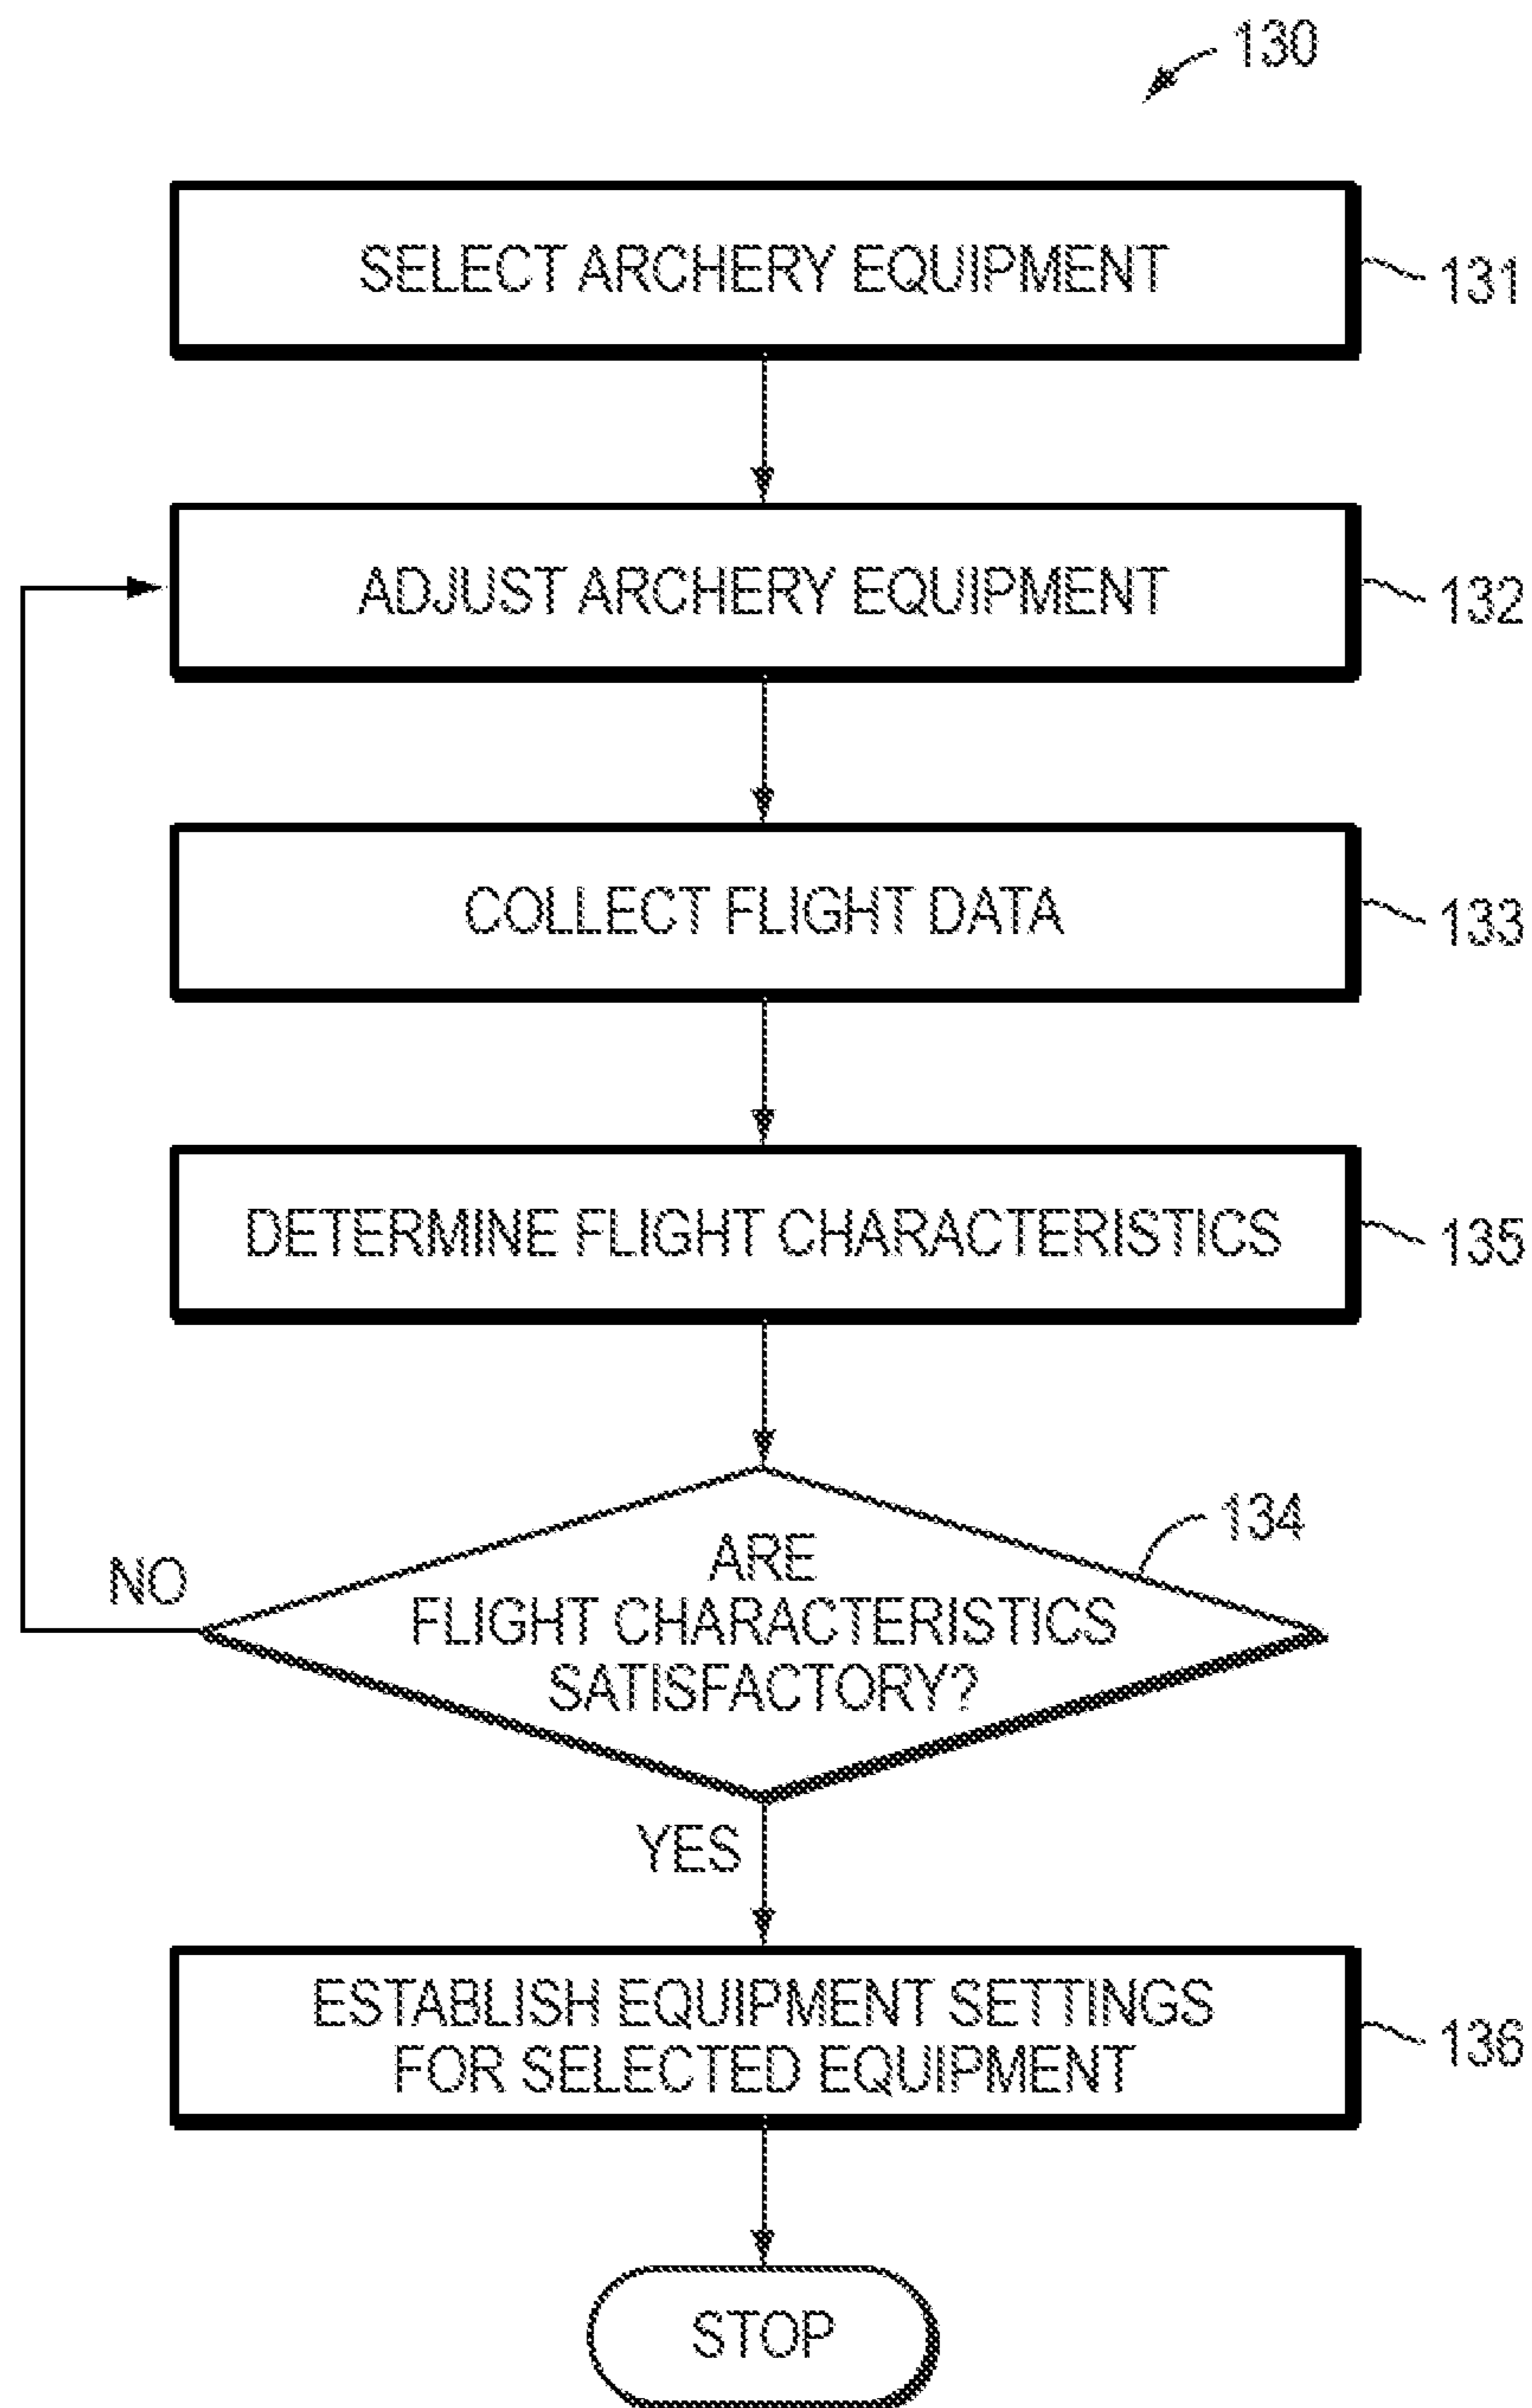 130
SELECT ARCHERY EQUIPMENT
131
ADJUST ARCHERY EQUIPMENT
132
COLLECT FLIGHT DATA
133
DETERMINE FLIGHT CHARACTERISTICS
135
134
ARE
FLIGHT CHARACTERISTICS
SATISFACTORY?
NO
YES
ESTABLISH EQUIPMENT SETTINGS
FOR SELECTED EQUIPMENT
136
STOP